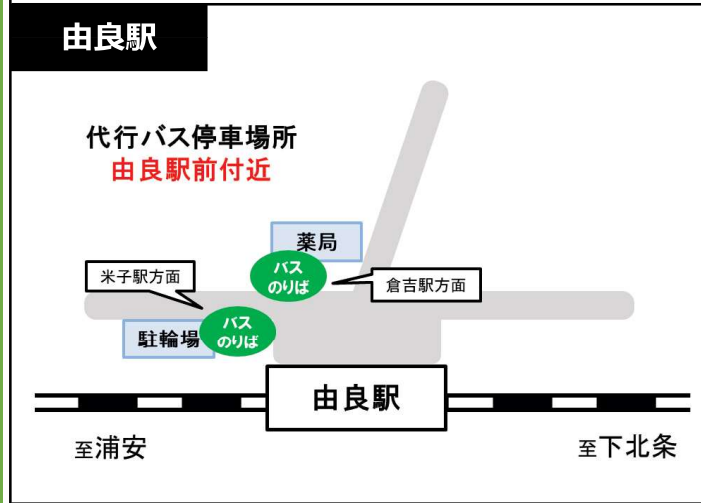 由良駅
代行バス停車場所
由良駅前付近
薬局
バス
のりば
米子駅方面
倉吉駅方面
バス
のりば
駐輪場
由良駅
至浦安
至下北条